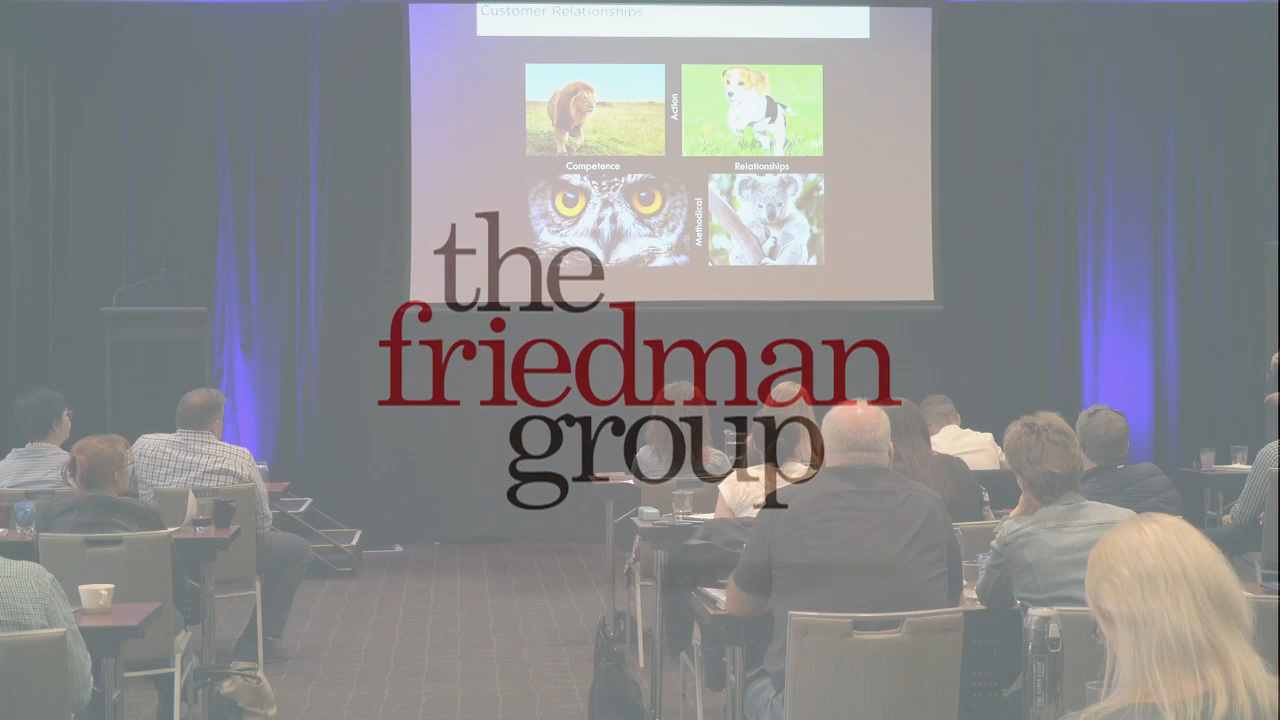 Customer Relationships
Action
Competence
Relationships
Methodical
the
friedman
group